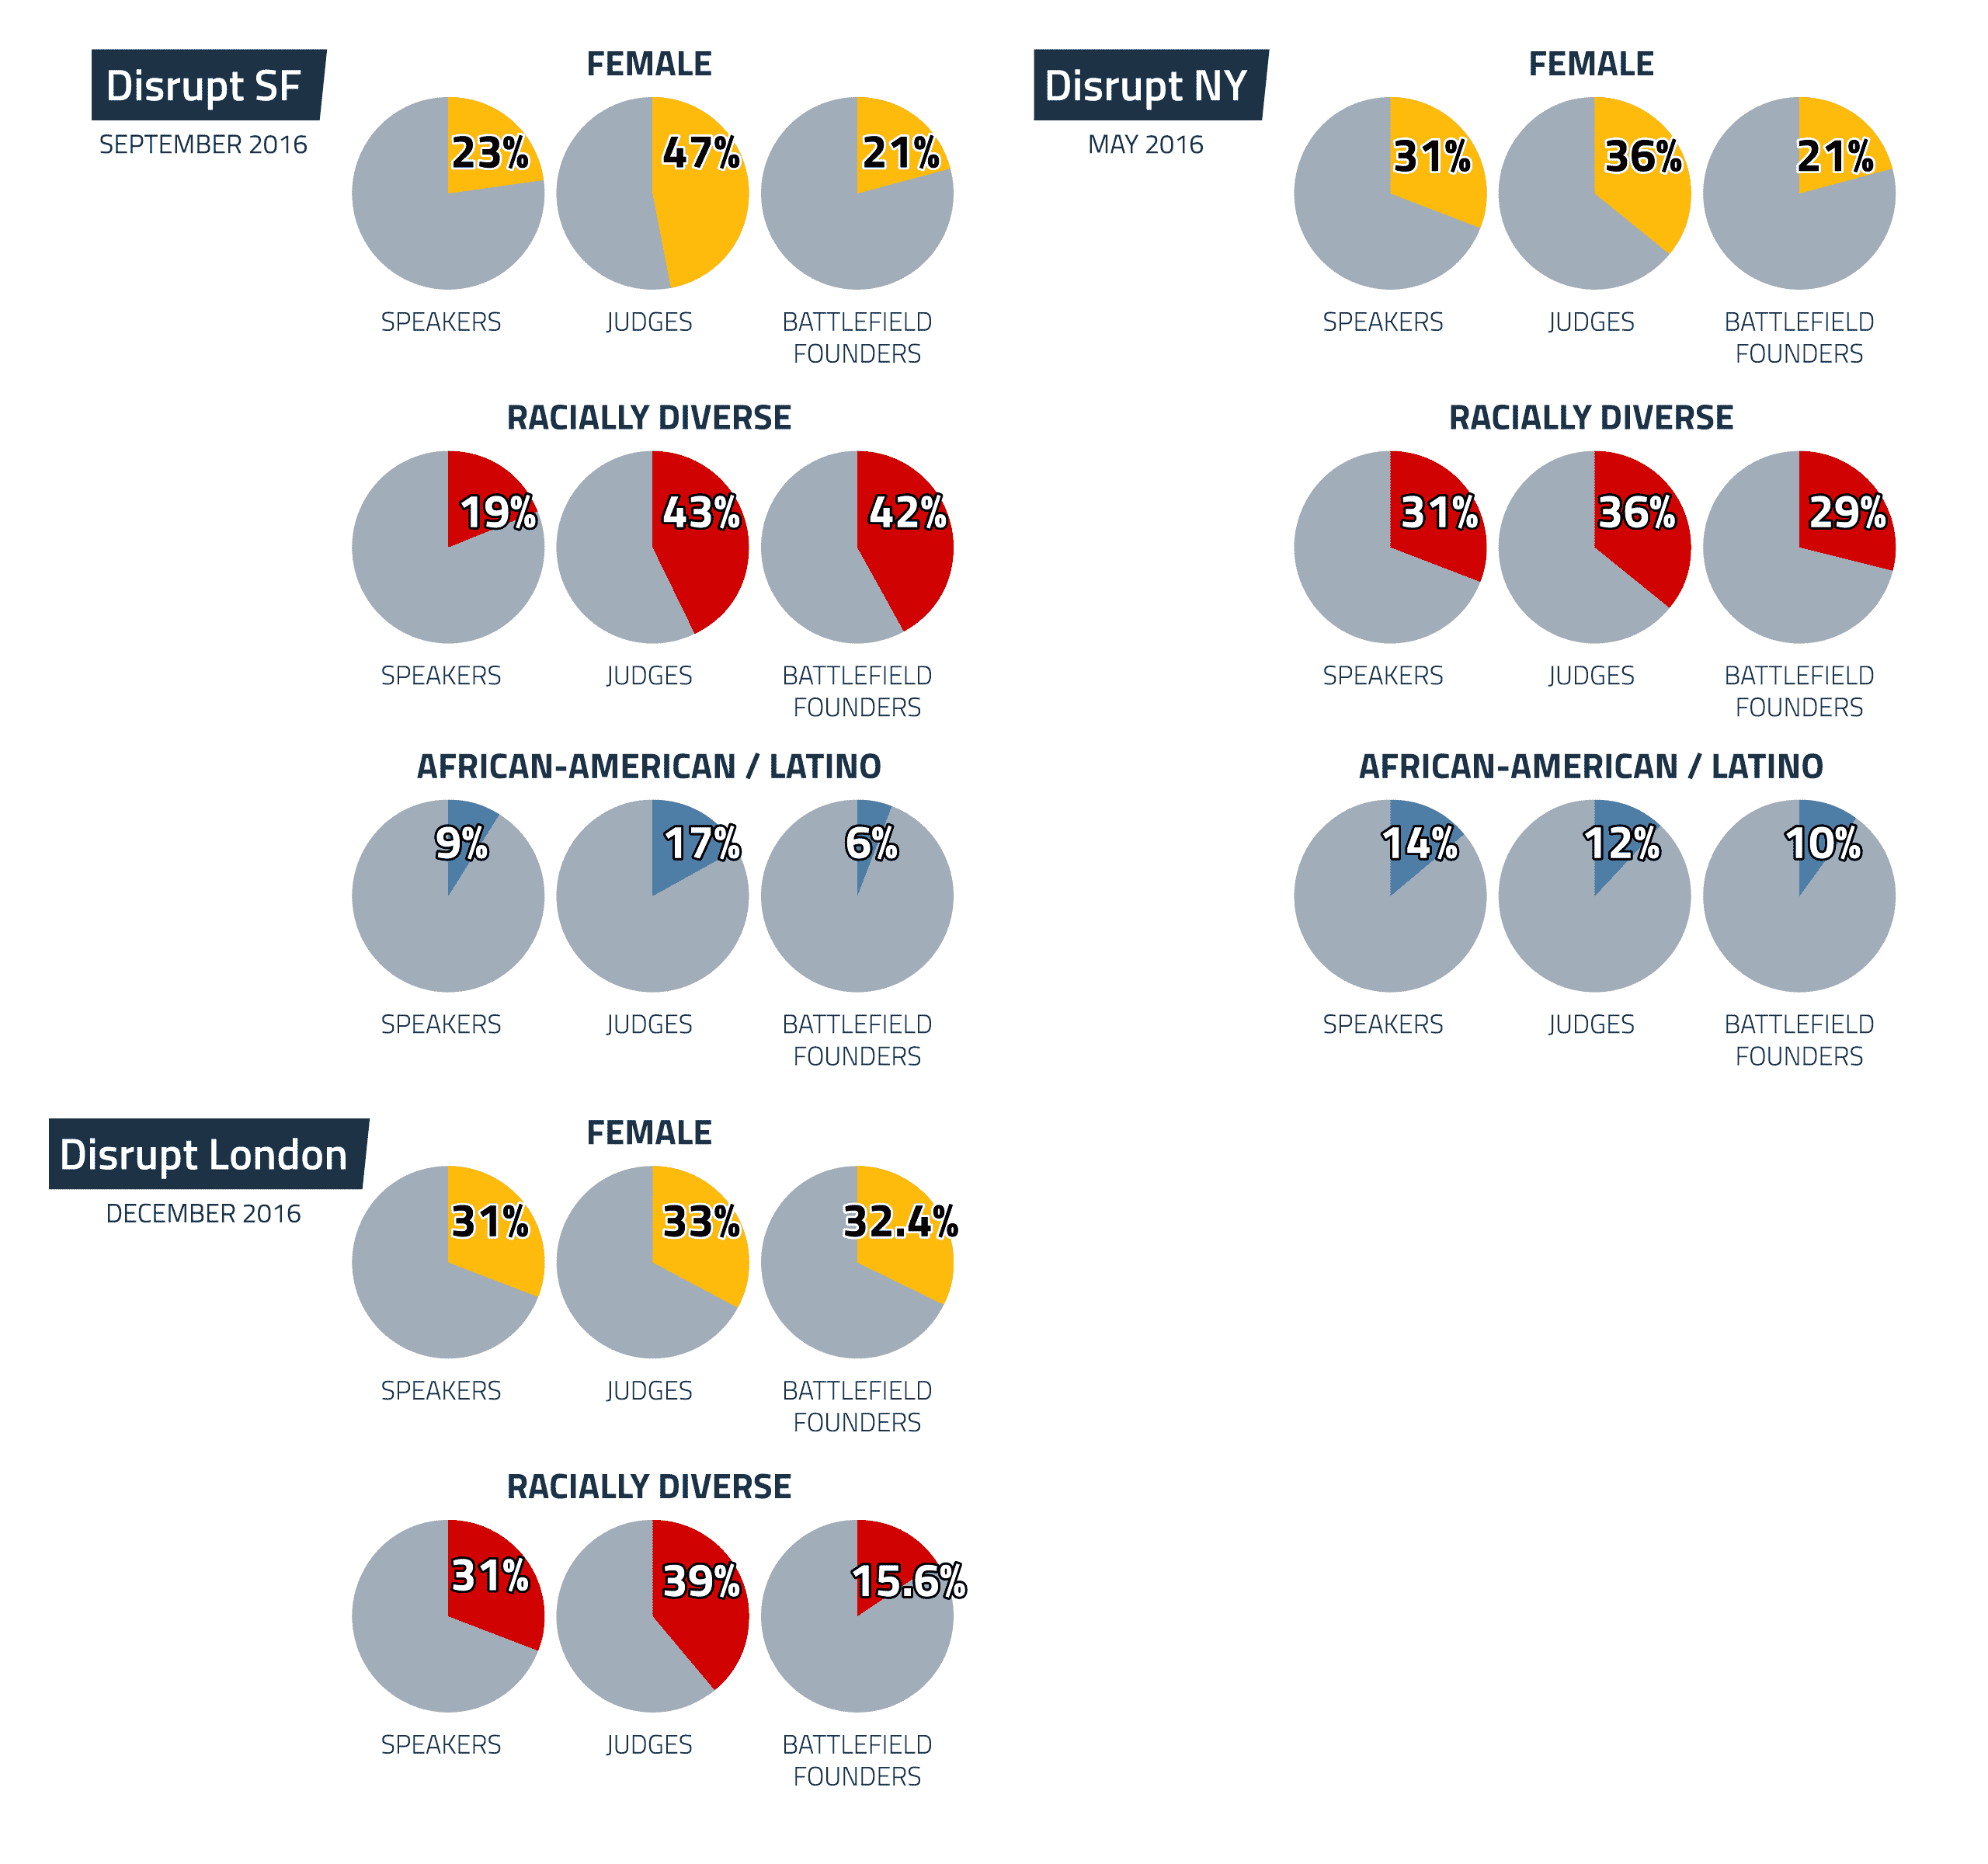 Disrupt SF
SEPTEMBER 2016
FEMALE
23%
47%
21%
SPEAKERS
JUDGES
BATTLEFIELD
FOUNDERS
RACIALLY DIVERSE
19%
43%
42%
SPEAKERS
JUDGES
BATTLEFIELD
FOUNDERS
AFRICAN-AMERICAN / LATINO
9%
17%
6%
SPEAKERS
JUDGES
BATTLEFIELD
FOUNDERS
Disrupt NY
MAY 2016
FEMALE
31%
36%
21%
SPEAKERS
JUDGES
BATTLEFIELD
FOUNDERS
RACIALLY DIVERSE
31%
36%
29%
SPEAKERS
JUDGES
BATTLEFIELD
FOUNDERS
AFRICAN-AMERICAN / LATINO
14%
12%
10%
SPEAKERS
JUDGES
BATTLEFIELD
FOUNDERS
Disrupt London
DECEMBER 2016
FEMALE
31%
33%
32.4%
SPEAKERS
JUDGES
BATTLEFIELD
FOUNDERS
RACIALLY DIVERSE
31%
39%
15.6%
SPEAKERS
JUDGES
BATTLEFIELD
FOUNDERS